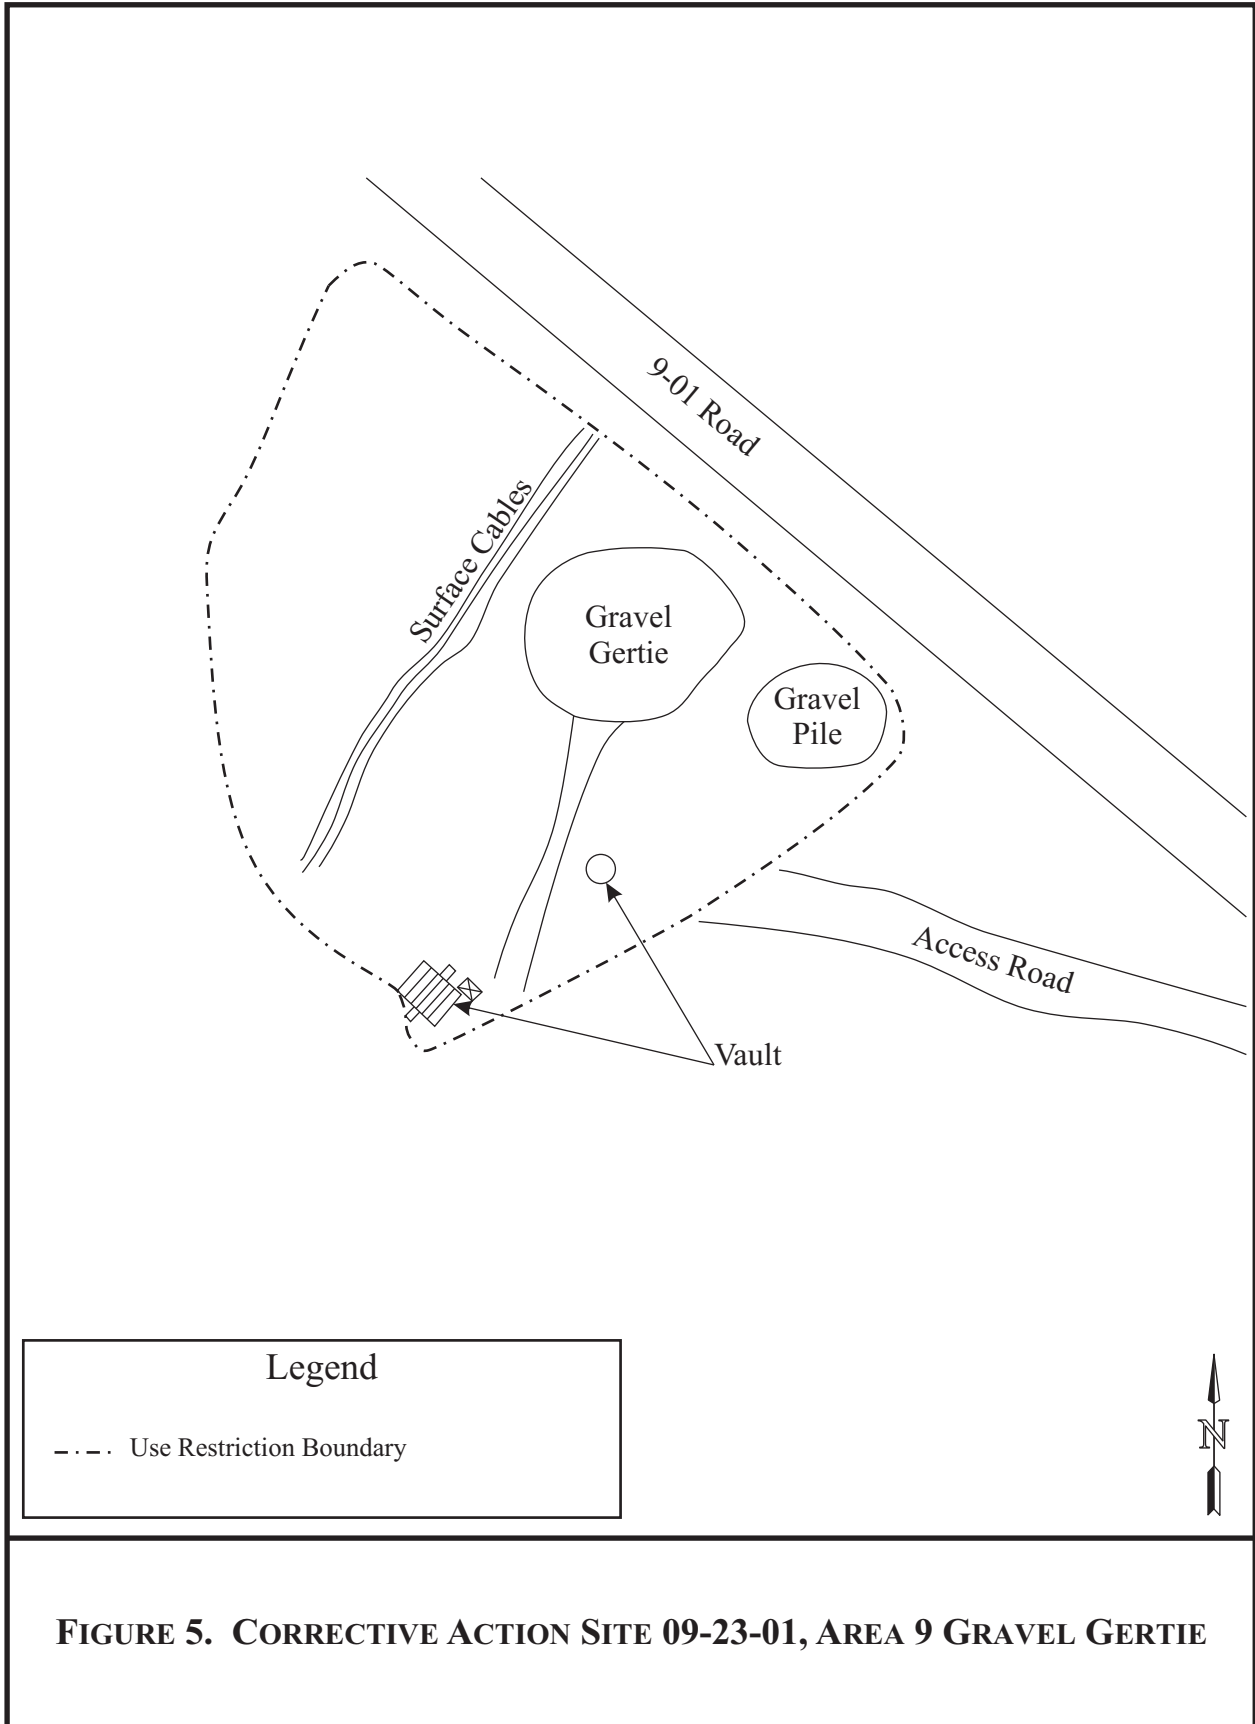 9-01 Road
Surface Cables
Gravel
Gertie
Gravel
Pile
Access Road
Vault
Legend
Use Restriction Boundary
N
FIGURE 5. CORRECTIVE ACTION SITE 09-23-01, AREA 9 GRAVEL GERTIE